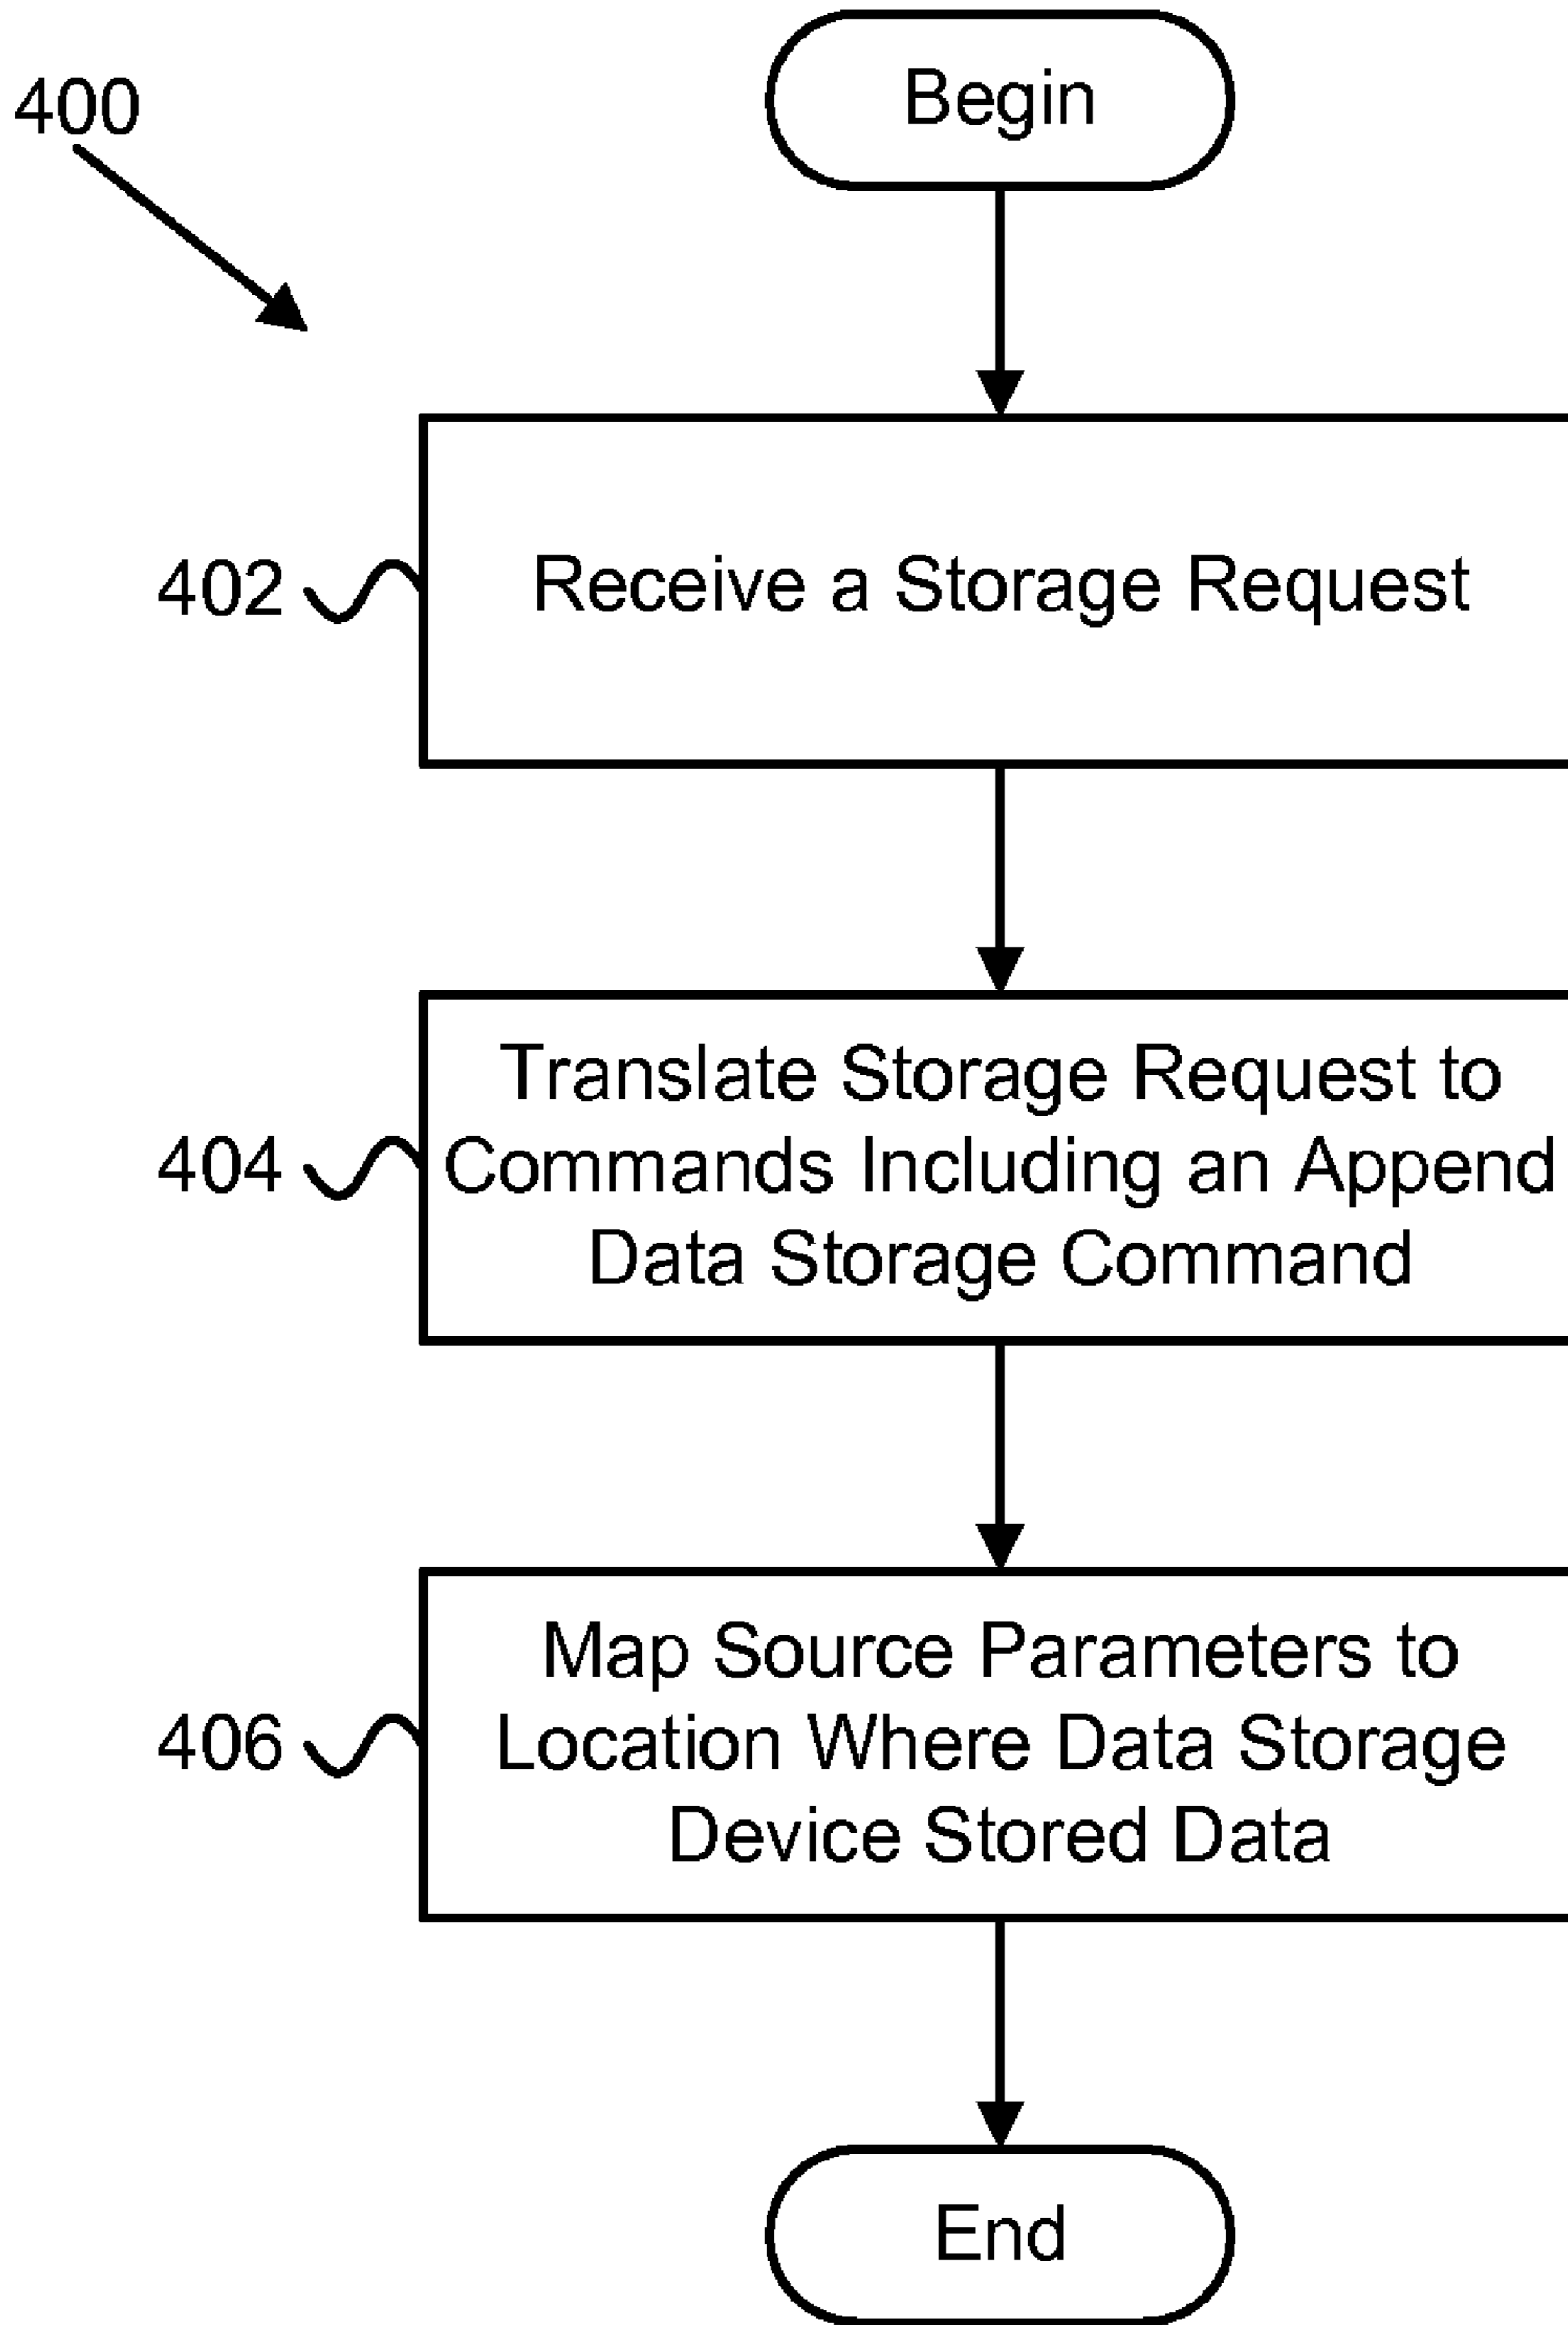 400
Begin
402
Receive a Storage Request
404
Translate Storage Request to
Commands Including an Append
Data Storage Command
406
Map Source Parameters to
Location Where Data Storage
Device Stored Data
End